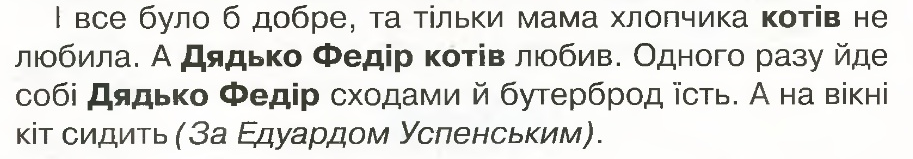 І все було б добре, та тільки мама хлопчика котів не
любила. А Дядько Федір котів любив. Одного разу йде
собі Дядько Федір сходами й бутерброд їсть. А на вікні
кіт сидить (За Едуардом Успенським).